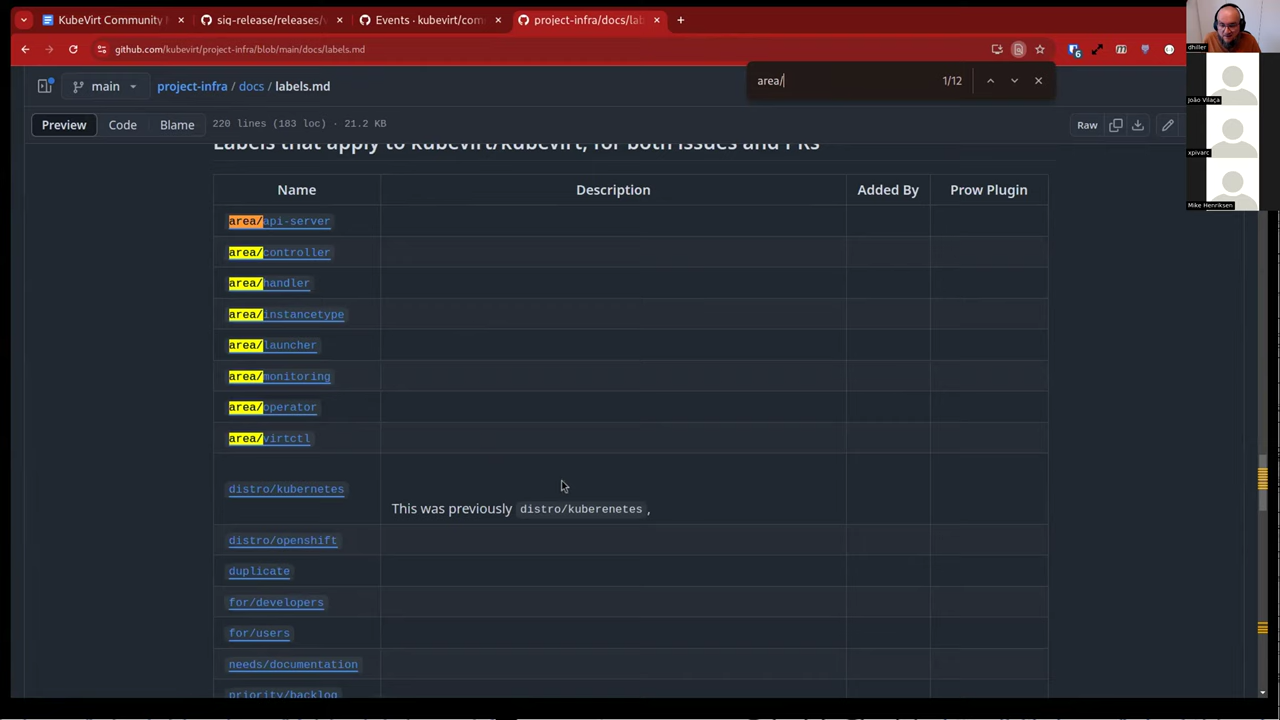 KubeVirt Community
sig-release/releases/
Events · kubevirt/com
project-infra/docs/lab
github.com/kubevirt/project-infra/blob/main/docs/labels.md
area/
1/12
main
project-infra / docs / labels.md
Preview
Code
Blame
220 lines (183 loc) · 21.2 KB
Raw
Labels that apply to kubevirt/kubevirt, for both issues and PRs
Name Description Added By Prow Plugin
area/api-server
area/controller
area/handler
area/instancetype
area/launcher
area/monitoring
area/operator
area/virtctl
distro/kubernetes
This was previously distro/kuberenetes,
distro/openshift
duplicate
for/developers
for/users
needs/documentation
priority/backlog
dhiller
João Vilaça
xpivarc
Mike Henriksen